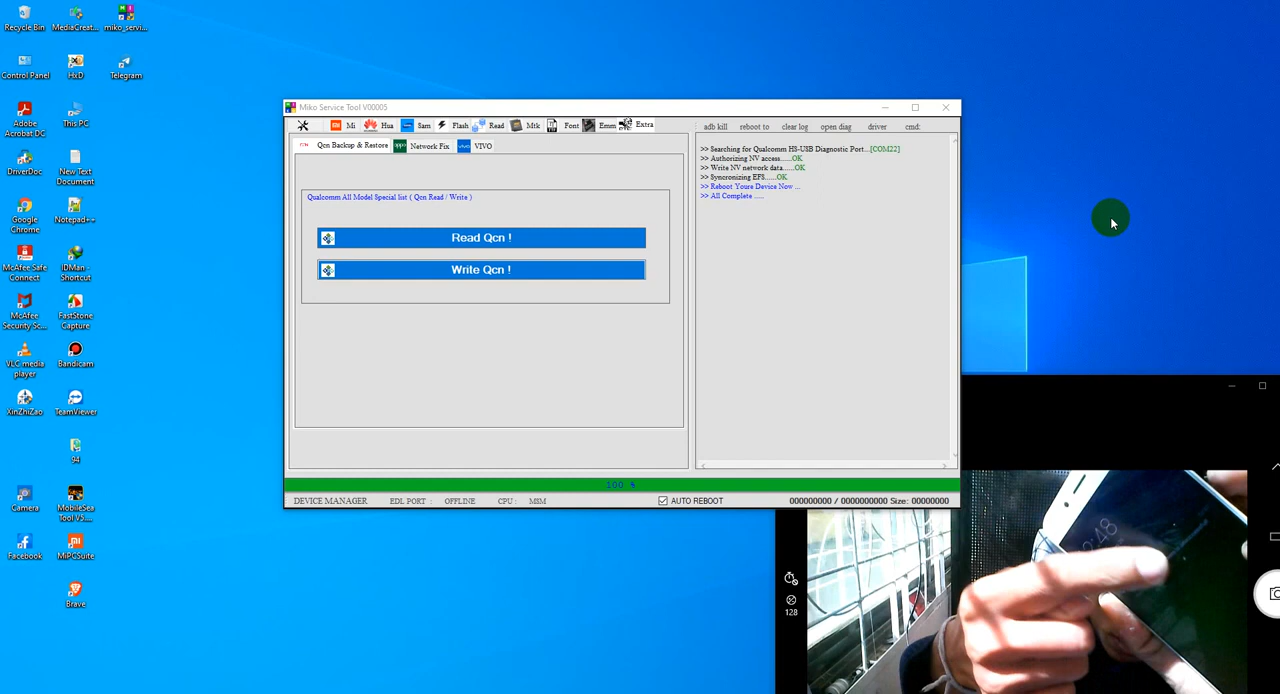 Recycle Bin
MediaCreat...
miko_servi...
Control Panel
HxD
Telegram
Adobe
Acrobat DC
This PC
DriverDoc
New Text
Document
Google
Chrome
Notepad++
McAfee Safe
Connect
IDMan -
Shortcut
McAfee
Security Sc...
FastStone
Capture
VLC media
player
Bandicam
XinZhiZao
TeamViewer
94
Camera
MobileSea
Tool V5....
Facebook
MiPCSuite
Brave
Miko Service Tool V00005
Mi Hua Sam Flash Read Mtk Font Emm Extra
Qcn Backup & Restore Network Fix VIVO
Qualcomm All Model Special list ( Qcn Read / Write )
Read Qcn !
Write Qcn !
adb kill reboot to clear log open diag driver cmd:
>> Searching for Qualcomm HS-USB Diagnostic Port...[COM22]
>> Authorizing NV access.....OK
>> Write NV network data.....OK
>> Syncronizing EFS......OK
>> Reboot Youre Device Now ...
>> All Complete .....
100 %
DEVICE MANAGER EDL PORT : OFFLINE CPU : MSM AUTO REBOOT 000000000 / 0000000000 Size: 00000000
128